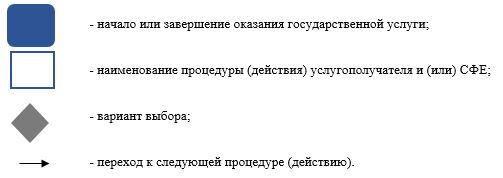 - начало или завершение оказания государственной услуги;
- наименование процедуры (действия) услугополучателя и (или) СФЕ;
- вариант выбора;
- переход к следующей процедуре (действию).